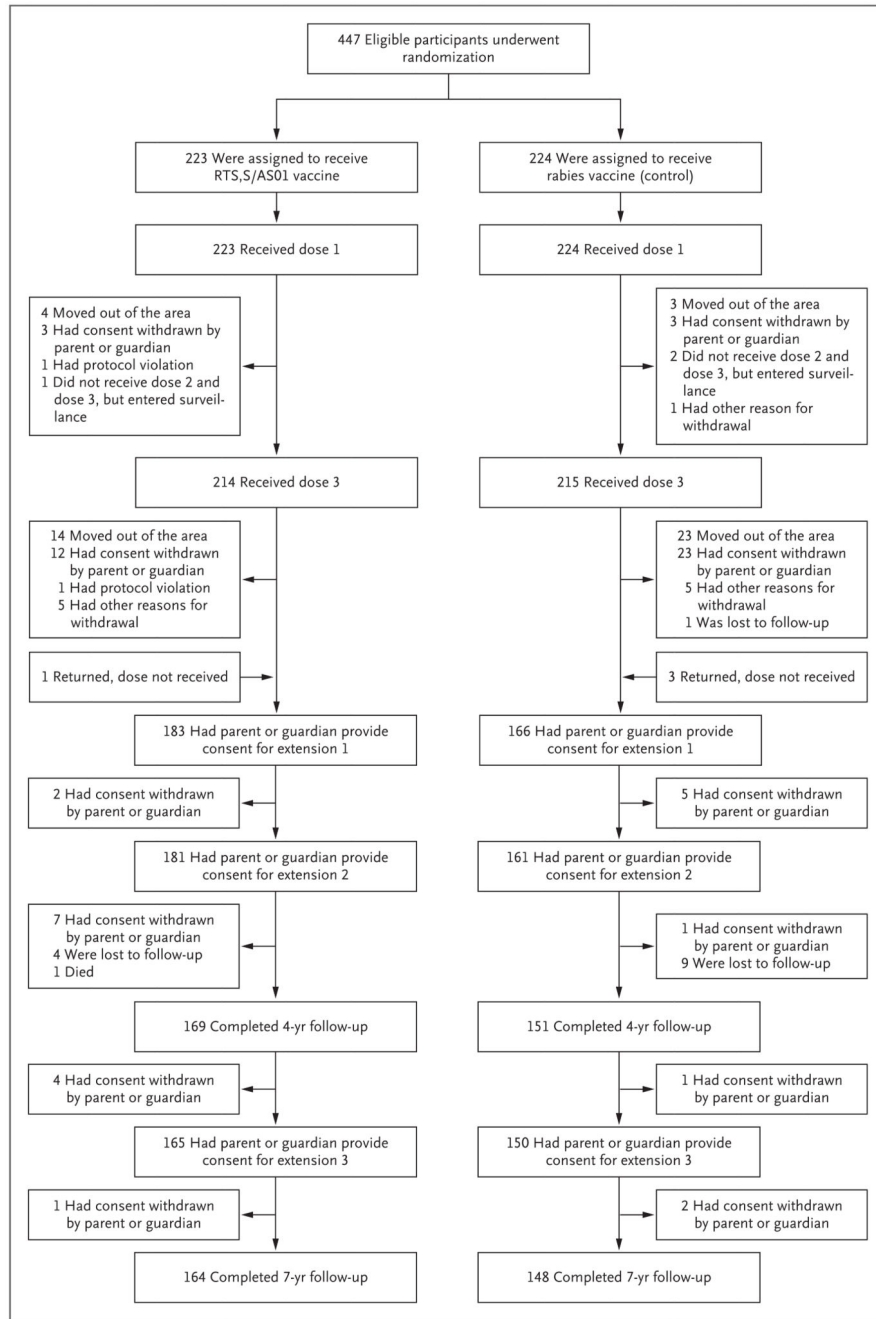 447 Eligible participants underwent
randomization
223 Were assigned to receive
RTS,S/AS01 vaccine
224 Were assigned to receive
rabies vaccine (control)
223 Received dose 1
224 Received dose 1
4 Moved out of the area
3 Had consent withdrawn by
parent or guardian
1 Had protocol violation
1 Did not receive dose 2 and
dose 3, but entered surveil-
lance
3 Moved out of the area
3 Had consent withdrawn by
parent or guardian
2 Did not receive dose 2 and
dose 3, but entered surveil-
lance
1 Had other reason for
withdrawal
214 Received dose 3
215 Received dose 3
14 Moved out of the area
12 Had consent withdrawn
by parent or guardian
1 Had protocol violation
5 Had other reasons for
withdrawal
23 Moved out of the area
23 Had consent withdrawn
by parent or guardian
5 Had other reasons for
withdrawal
1 Was lost to follow-up
1 Returned, dose not received
3 Returned, dose not received
183 Had parent or guardian provide
consent for extension 1
166 Had parent or guardian provide
consent for extension 1
2 Had consent withdrawn
by parent or guardian
5 Had consent withdrawn
by parent or guardian
181 Had parent or guardian provide
consent for extension 2
161 Had parent or guardian provide
consent for extension 2
7 Had consent withdrawn
by parent or guardian
4 Were lost to follow-up
1 Died
1 Had consent withdrawn
by parent or guardian
9 Were lost to follow-up
169 Completed 4-yr follow-up
151 Completed 4-yr follow-up
4 Had consent withdrawn
by parent or guardian
1 Had consent withdrawn
by parent or guardian
165 Had parent or guardian provide
consent for extension 3
150 Had parent or guardian provide
consent for extension 3
1 Had consent withdrawn
by parent or guardian
2 Had consent withdrawn
by parent or guardian
164 Completed 7-yr follow-up
148 Completed 7-yr follow-up